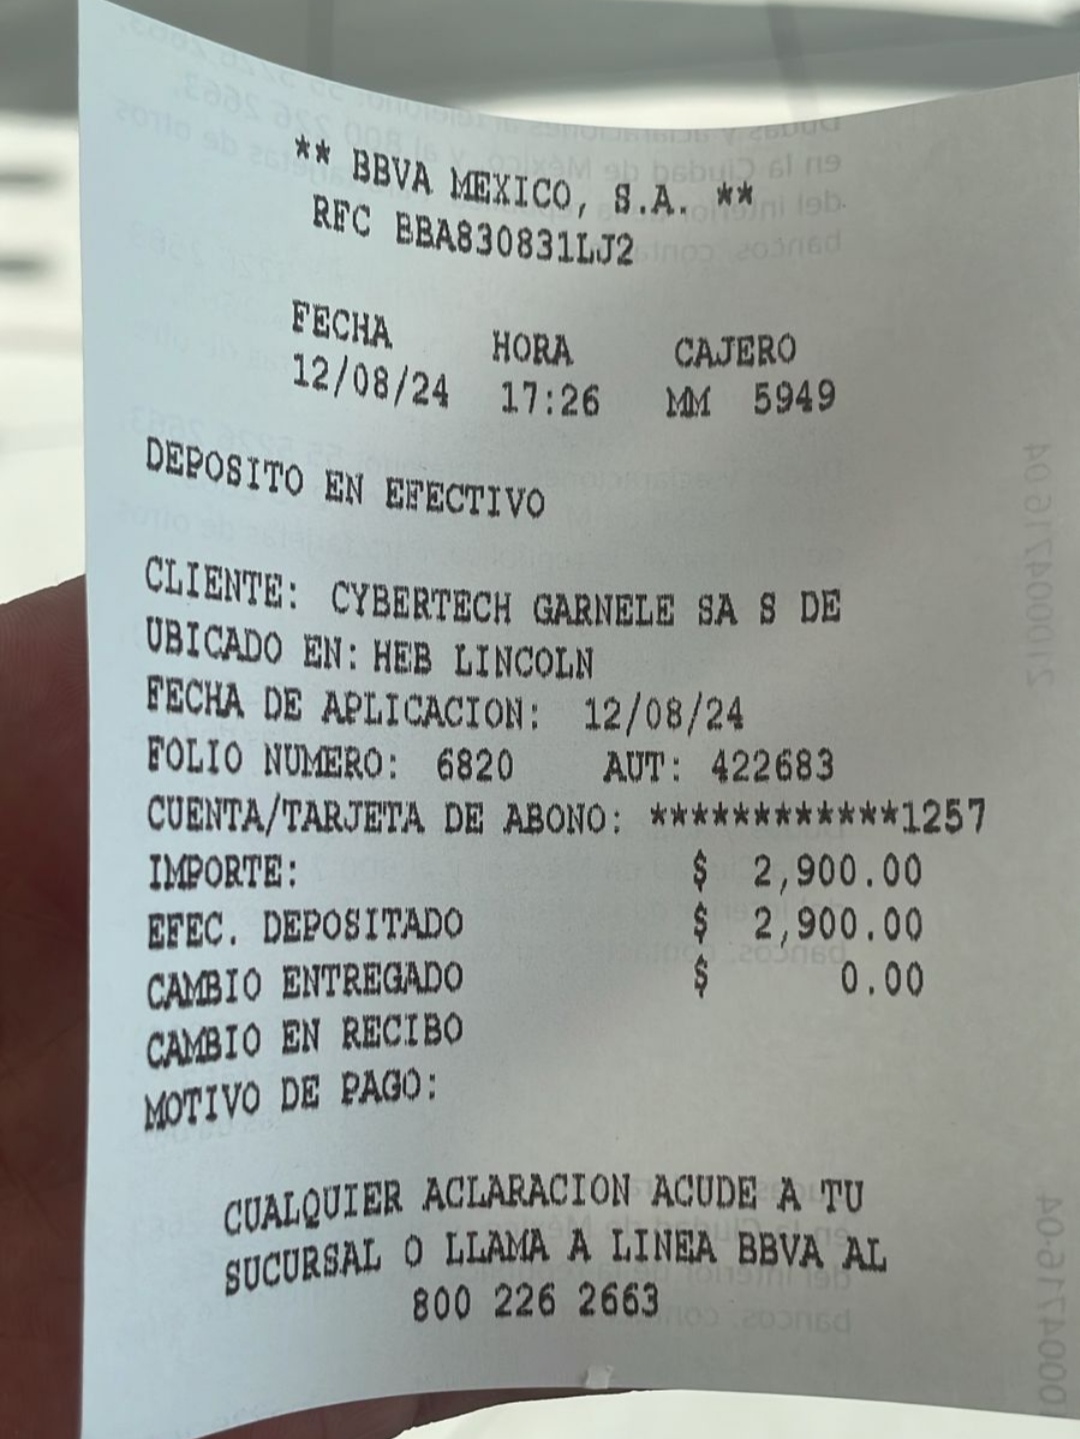 ** BBVA MEXICO, S.A. **
RFC BBA830831LJ2
FECHA HORA CAJERO
12/08/24 17:26 MM 5949
DEPOSITO EN EFECTIVO
CLIENTE: CYBERTECH GARNELE SA S DE
UBICADO EN: HEB LINCOLN
FECHA DE APLICACION: 12/08/24
FOLIO NUMERO: 6820 AUT: 422683
CUENTA/TARJETA DE ABONO: ************1257
IMPORTE: $ 2,900.00
EFEC. DEPOSITADO $ 2,900.00
CAMBIO ENTREGADO $ 0.00
CAMBIO EN RECIBO
MOTIVO DE PAGO:
CUALQUIER ACLARACION ACUDE A TU
SUCURSAL O LLAMA A LINEA BBVA AL
800 226 2663